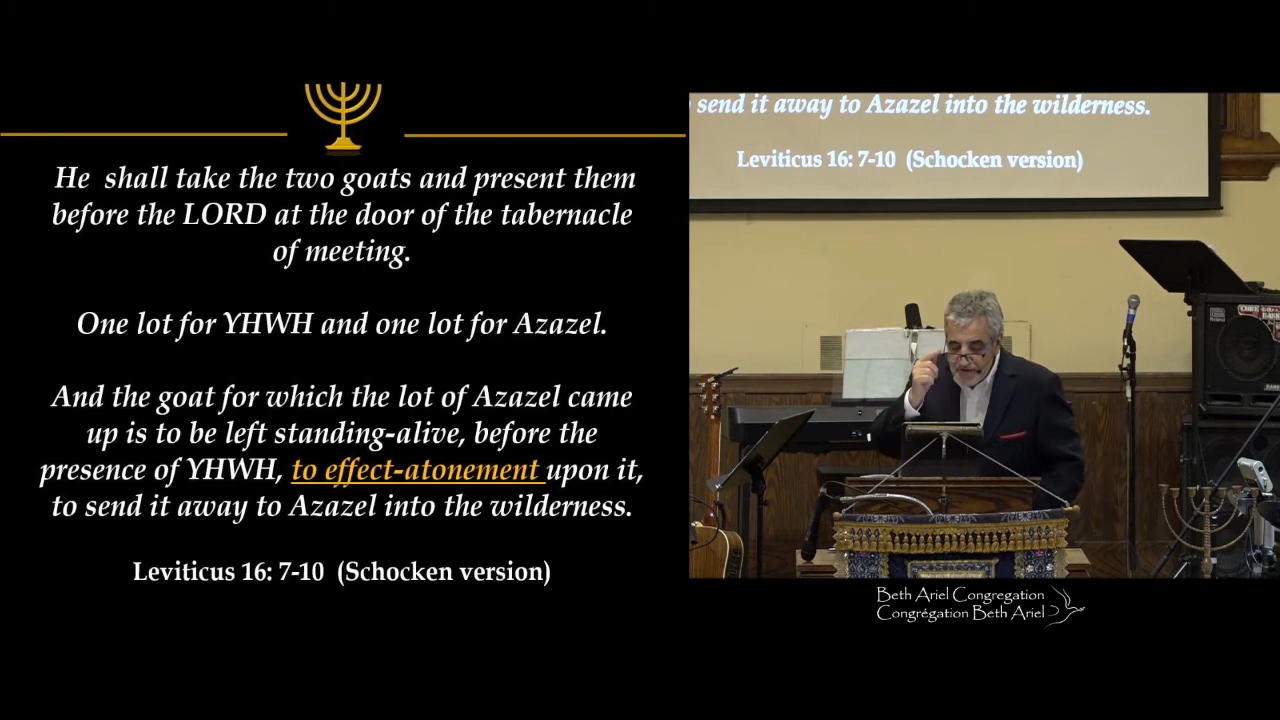 He shall take the two goats and present them
before the LORD at the door of the tabernacle
of meeting.
One lot for YHWH and one lot for Azazel.
And the goat for which the lot of Azazel came
up is to be left standing-alive, before the
presence of YHWH, to effect-atonement upon it,
to send it away to Azazel into the wilderness.
Leviticus 16: 7-10 (Schocken version)
send it away to Azazel into the wilderness.
Leviticus 16: 7-10 (Schocken version)
Beth Ariel Congregation
Congrégation Beth Ariel